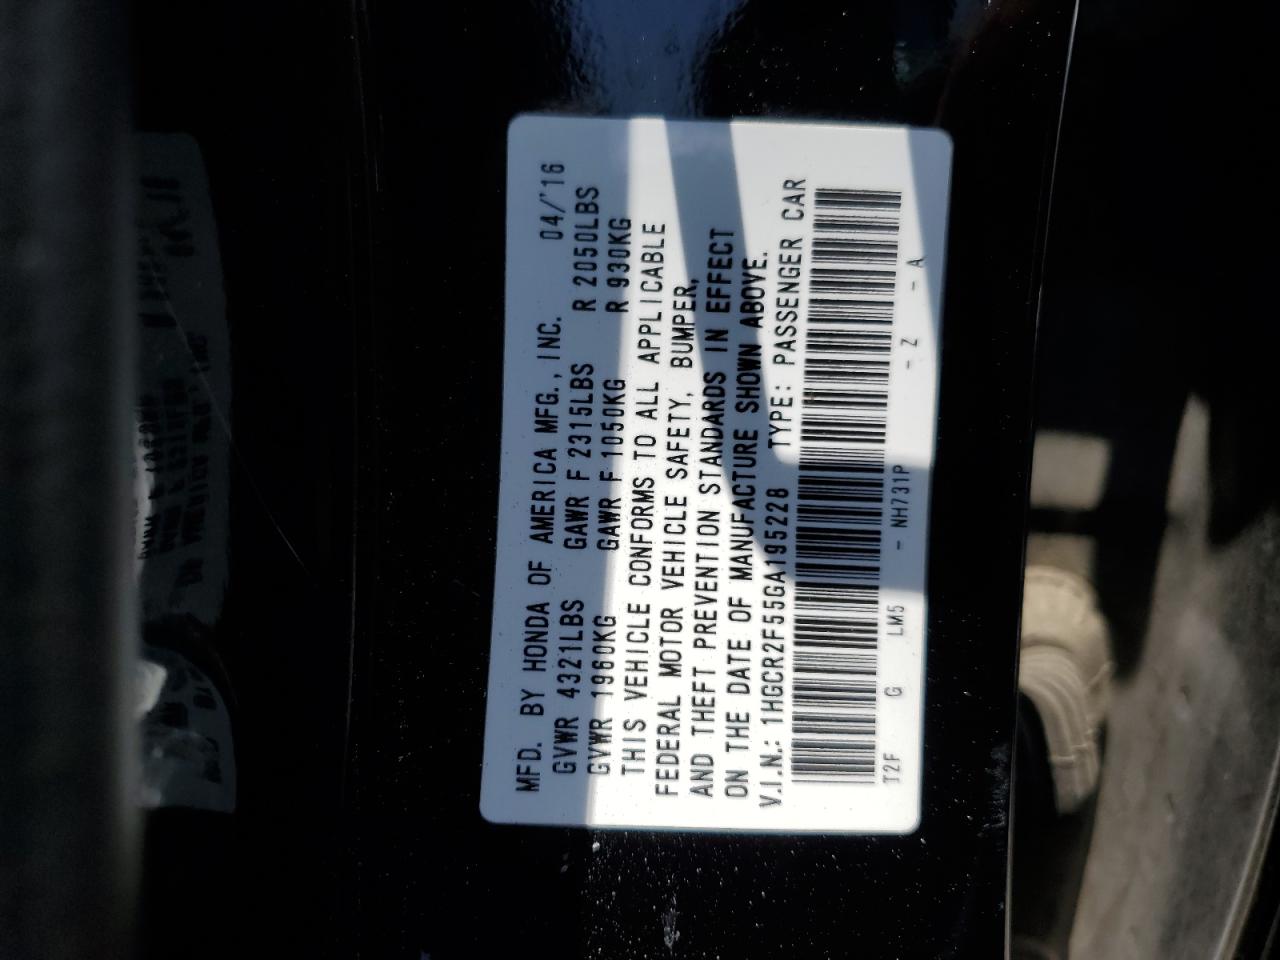 MFD. BY HONDA OF AMERICA MFG., INC. 04/'16
GVWR 4321LBS GAWR F 2315LBS R 2050LBS
GVWR 1960KG GAWR F 1050KG R 930KG
THIS VEHICLE CONFORMS TO ALL APPLICABLE
FEDERAL MOTOR VEHICLE SAFETY, BUMPER,
AND THEFT PREVENTION STANDARDS IN EFFECT
ON THE DATE OF MANUFACTURE SHOWN ABOVE.
V.I.N.: 1HGCR2F55GA195228 TYPE: PASSENGER CAR
T2F G LM5 - NH731P - Z - A